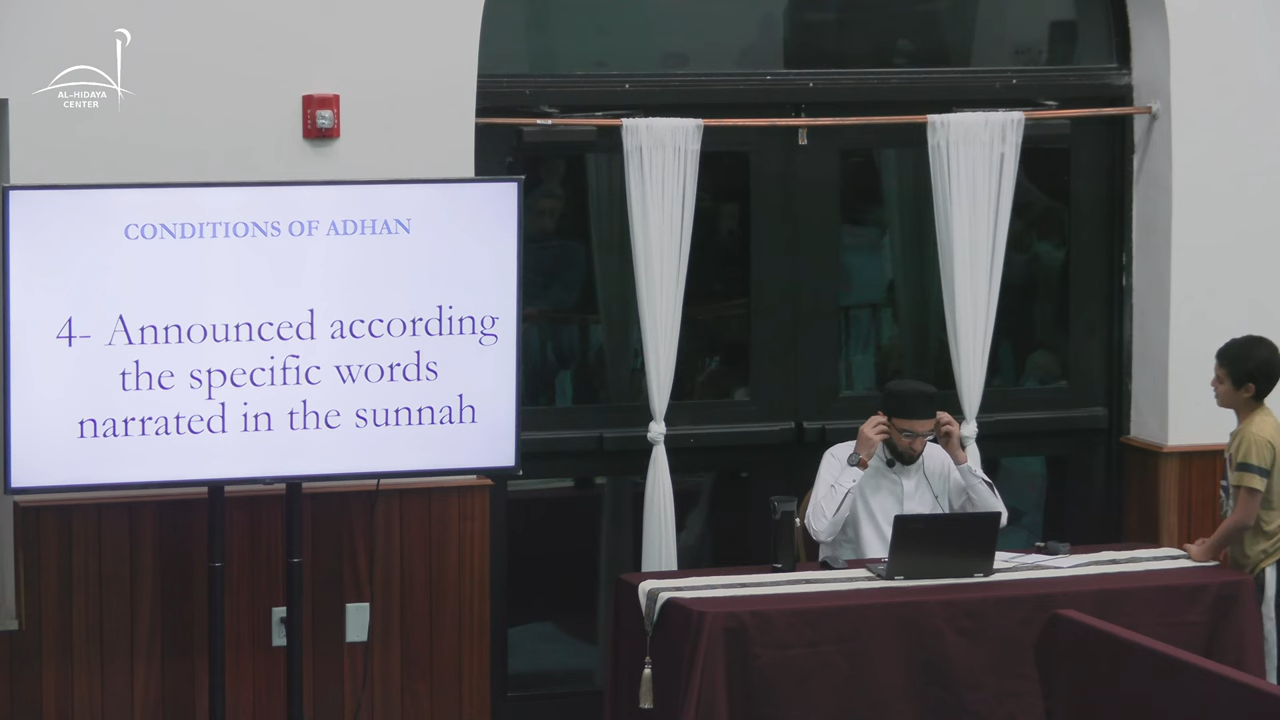 AL-HIDAYA
CENTER
CONDITIONS OF ADHAN
4- Announced according
the specific words
narrated in the sunnah